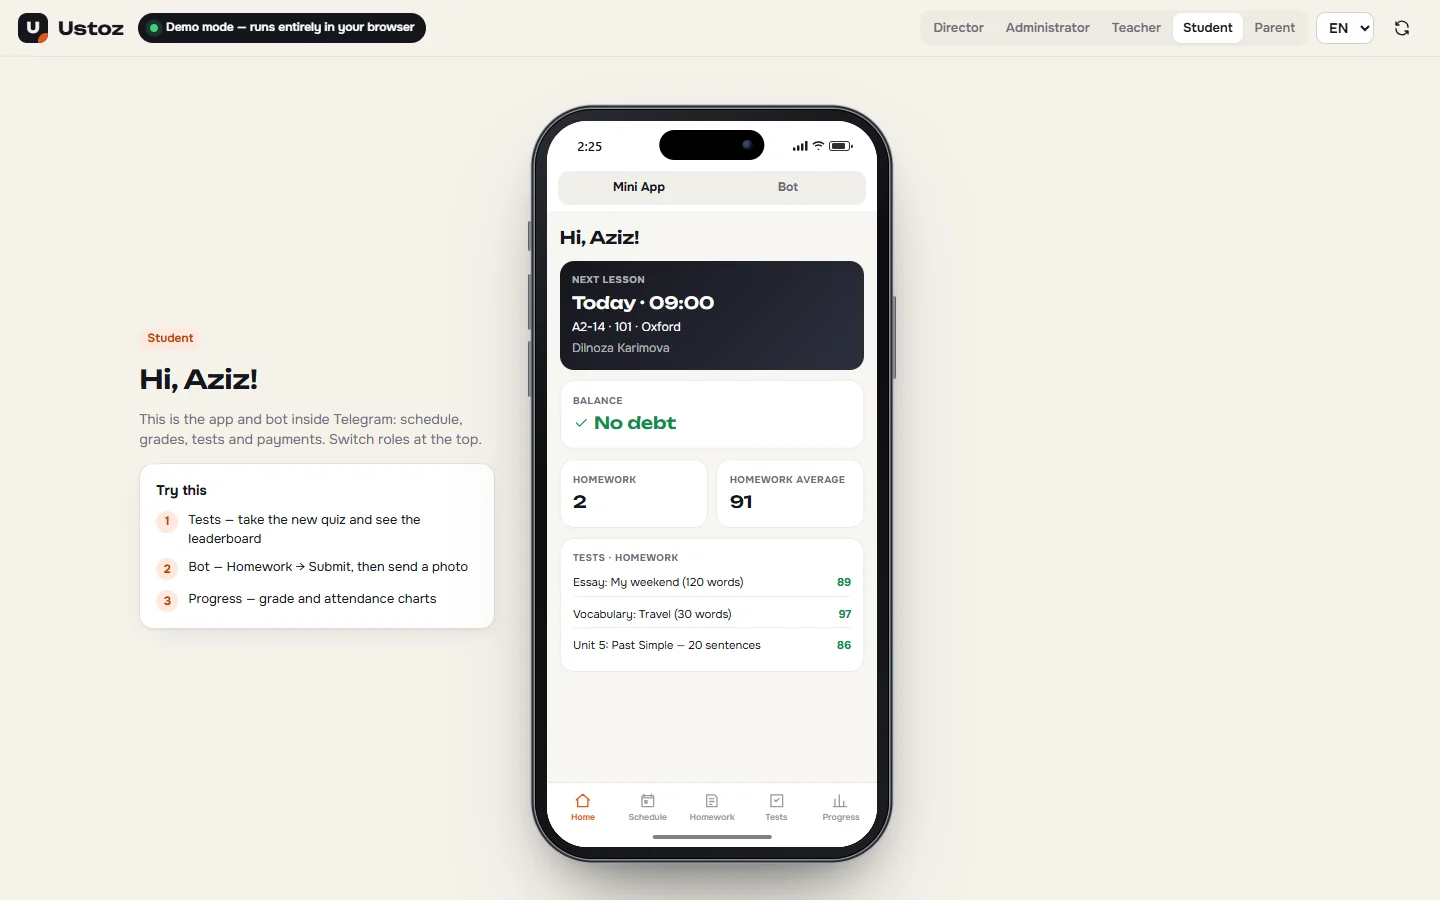 U Ustoz
Demo mode — runs entirely in your browser
Director Administrator Teacher Student Parent
EN
Student
Hi, Aziz!
This is the app and bot inside Telegram: schedule,
grades, tests and payments. Switch roles at the top.
Try this
1 Tests — take the new quiz and see the
leaderboard
2 Bot — Homework → Submit, then send a photo
3 Progress — grade and attendance charts
2:25
Mini App Bot
Hi, Aziz!
NEXT LESSON
Today · 09:00
A2-14 · 101 · Oxford
Dilnoza Karimova
BALANCE
✓ No debt
HOMEWORK
2
HOMEWORK AVERAGE
91
TESTS · HOMEWORK
Essay: My weekend (120 words) 89
Vocabulary: Travel (30 words) 97
Unit 5: Past Simple — 20 sentences 86
Home Schedule Homework Tests Progress